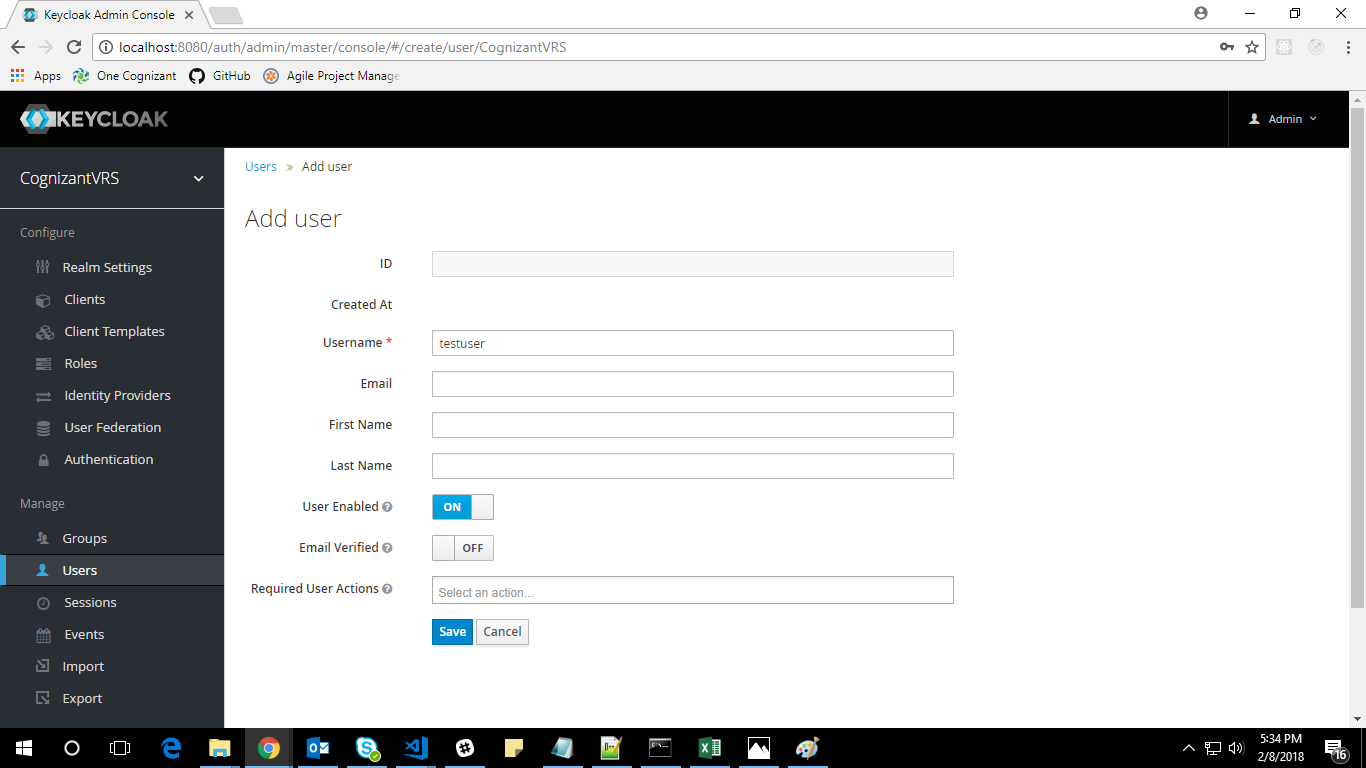 Keycloak Admin Console
localhost:8080/auth/admin/master/console/#/create/user/CognizantVRS
Apps One Cognizant GitHub Agile Project Manage
KEYCLOAK
Admin
CognizantVRS
Configure
Realm Settings
Clients
Client Templates
Roles
Identity Providers
User Federation
Authentication
Manage
Groups
Users
Sessions
Events
Import
Export
Users » Add user
Add user
ID
Created At
Username * testuser
Email
First Name
Last Name
User Enabled ON
Email Verified OFF
Required User Actions Select an action...
Save Cancel
5:34 PM
2/8/2018
16